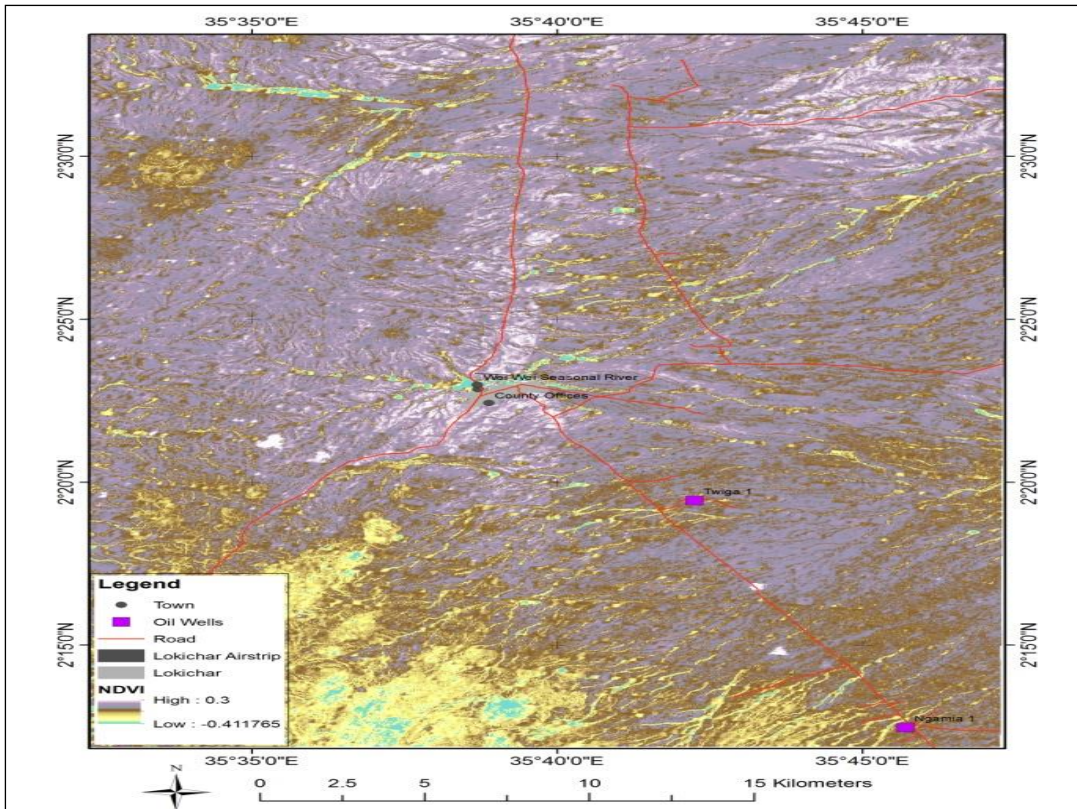 35°35'0"E
35°40'0"E
35°45'0"E
2°30'0"N
2°30'0"N
2°25'0"N
2°25'0"N
Wei Wei Seasonal River
County Offices
2°20'0"N
2°20'0"N
Twiga 1
Legend
Town
Oil Wells
Road
Lokichar Airstrip
Lokichar
NDVI
High : 0.3
Low : -0.411765
2°15'0"N
2°15'0"N
Ngamia 1
35°35'0"E
35°40'0"E
35°45'0"E
N
0 2.5 5 10 15 Kilometers